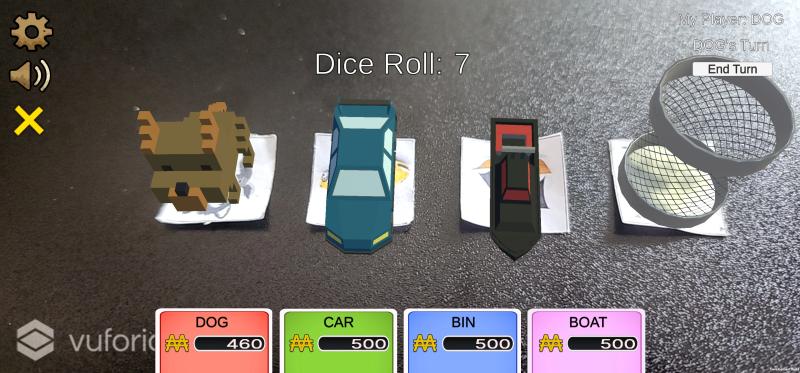 My Player: DOG
DOG's Turn
End Turn
Dice Roll: 7
DOG
460
CAR
500
BIN
500
BOAT
500
vuforia